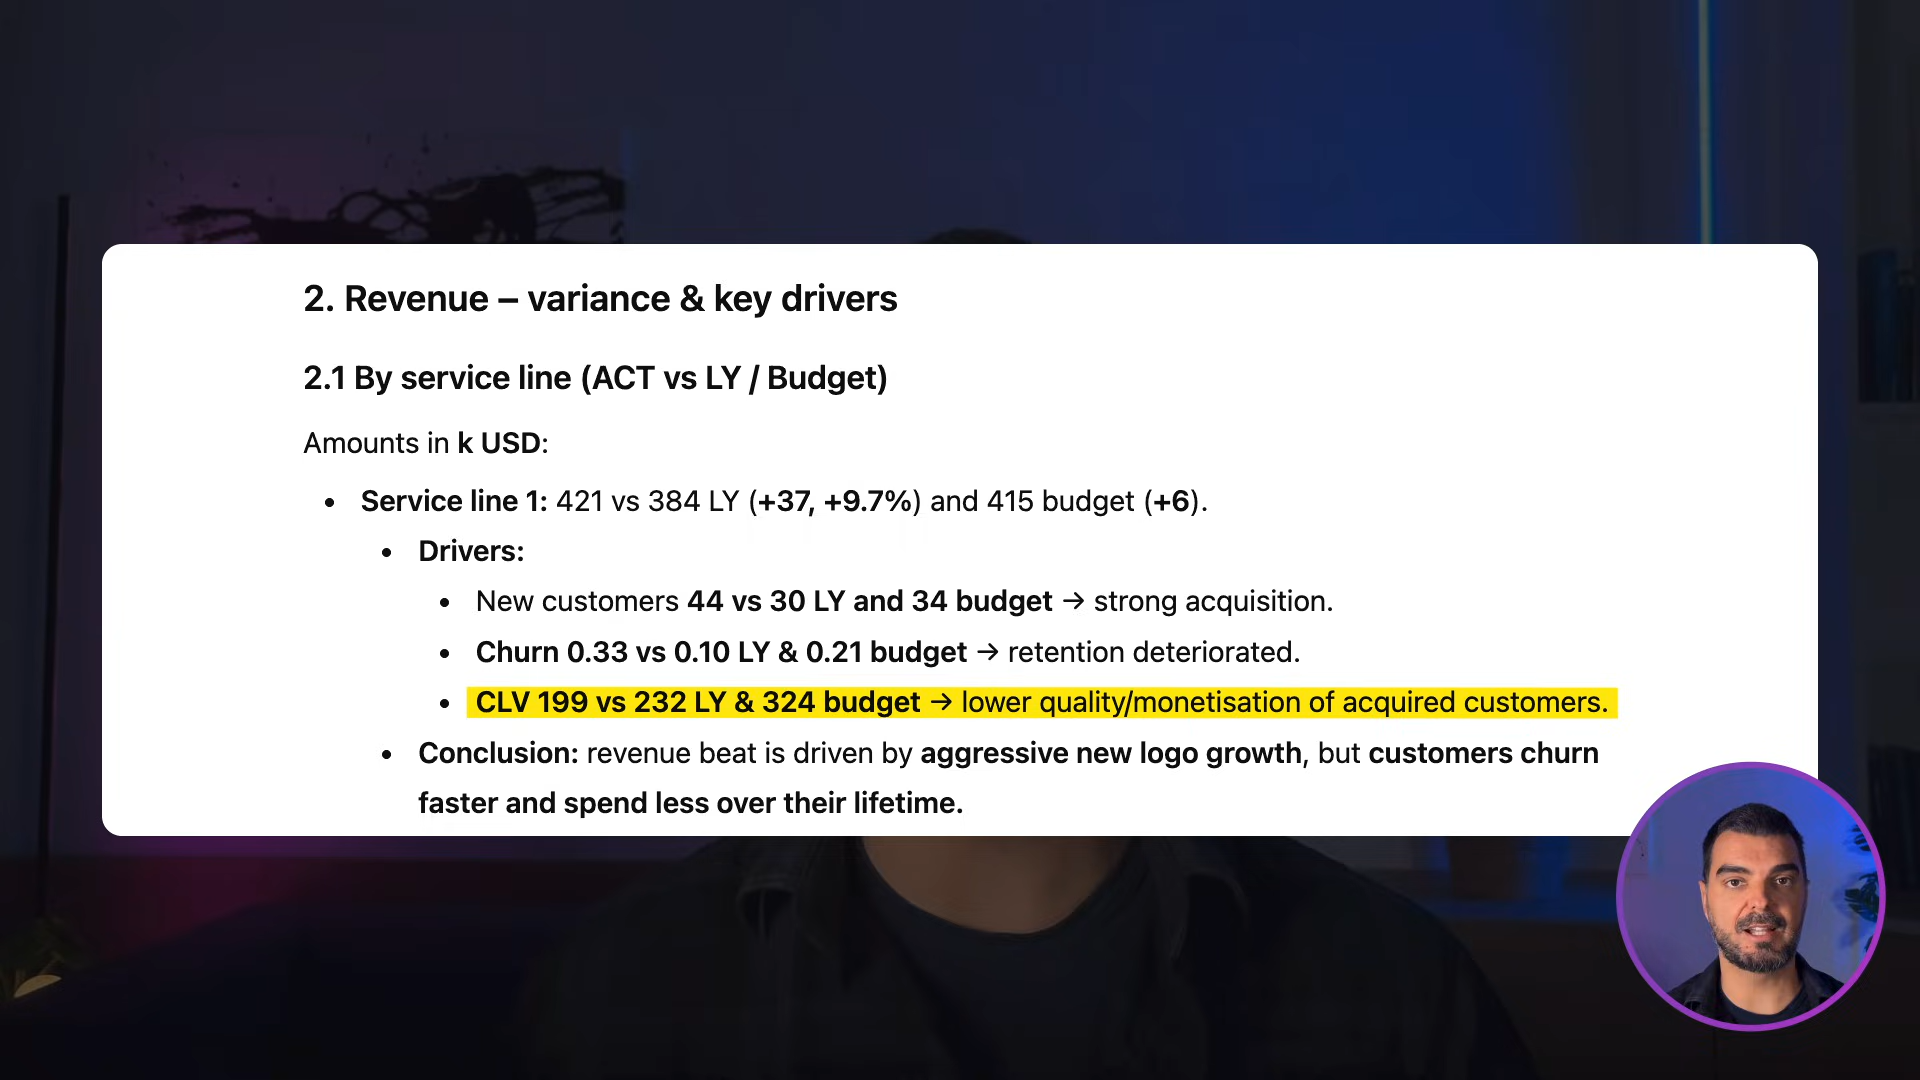 2. Revenue – variance & key drivers
2.1 By service line (ACT vs LY / Budget)
Amounts in k USD:
• Service line 1: 421 vs 384 LY (+37, +9.7%) and 415 budget (+6).
• Drivers:
• New customers 44 vs 30 LY and 34 budget → strong acquisition.
• Churn 0.33 vs 0.10 LY & 0.21 budget → retention deteriorated.
• CLV 199 vs 232 LY & 324 budget → lower quality/monetisation of acquired customers.
• Conclusion: revenue beat is driven by aggressive new logo growth, but customers churn
faster and spend less over their lifetime.